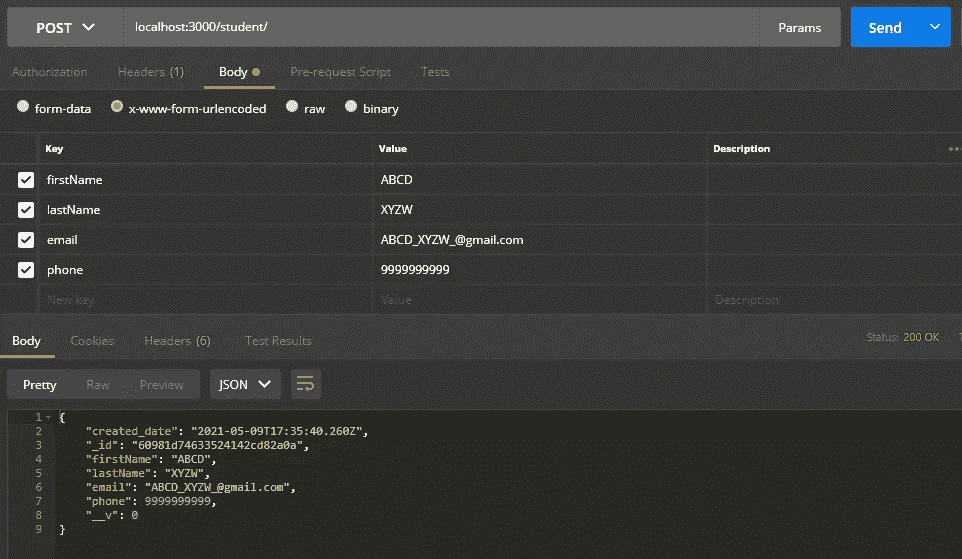 POST localhost:3000/student/ Params Send
Authorization Headers (1) Body Pre-request Script Tests
form-data x-www-form-urlencoded raw binary
Key Value Description
firstName ABCD
lastName XYZW
email ABCD_XYZW_@gmail.com
phone 9999999999
New key Value Description
Body Cookies Headers (6) Test Results Status: 200 OK
Pretty Raw Preview JSON
1 {
2 "created_date": "2021-05-09T17:35:40.260Z",
3 "_id": "60981d74633524142cd82a0a",
4 "firstName": "ABCD",
5 "lastName": "XYZW",
6 "email": "ABCD_XYZW_@gmail.com",
7 "phone": 9999999999,
8 "__v": 0
9 }